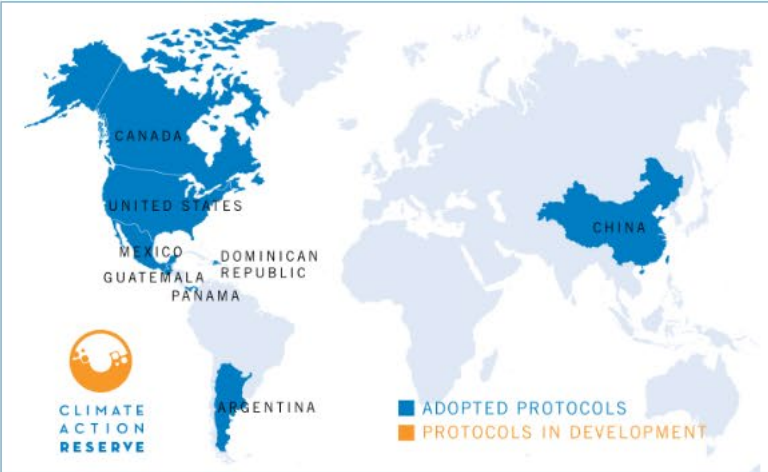 CANADA
UNITED STATES
MEXICO
DOMINICAN
REPUBLIC
GUATEMALA
PANAMA
CHINA
ARGENTINA
CLIMATE
ACTION
RESERVE
ADOPTED PROTOCOLS
PROTOCOLS IN DEVELOPMENT